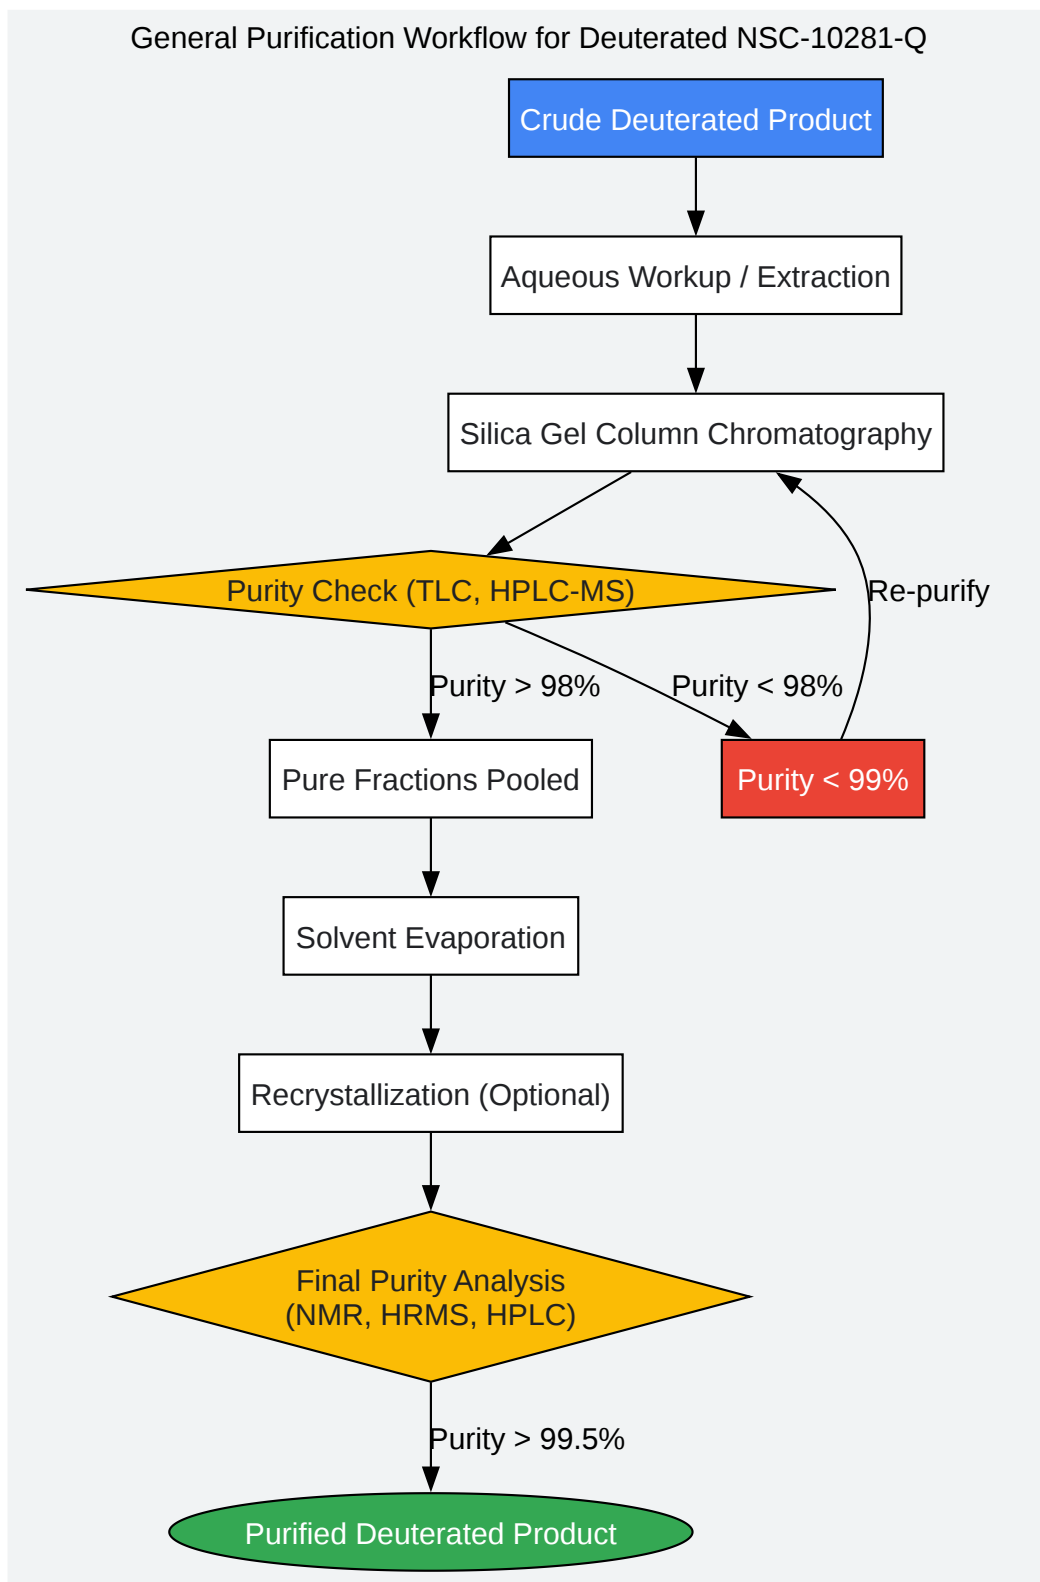 General Purification Workflow for Deuterated NSC-10281-Q
Crude Deuterated Product
Aqueous Workup / Extraction
Silica Gel Column Chromatography
Purity Check (TLC, HPLC-MS)
Re-purify
Purity > 98%
Purity < 98%
Pure Fractions Pooled
Purity < 99%
Solvent Evaporation
Recrystallization (Optional)
Final Purity Analysis
(NMR, HRMS, HPLC)
Purity > 99.5%
Purified Deuterated Product